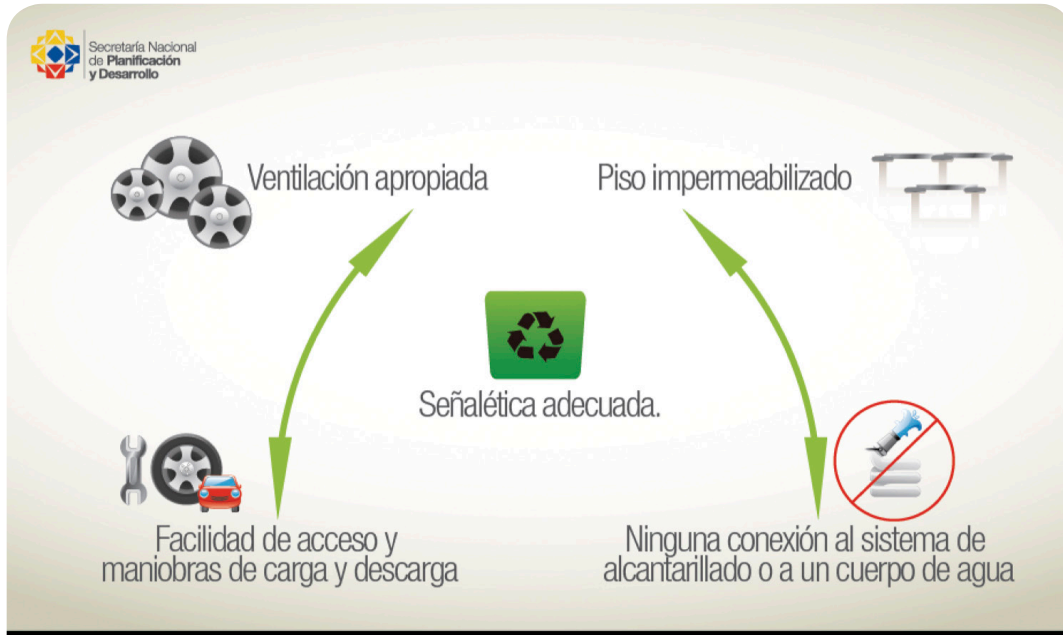 Secretaría Nacional
de Planificación
y Desarrollo
Ventilación apropiada
Piso impermeabilizado
Señalética adecuada.
Facilidad de acceso y
maniobras de carga y descarga
Ninguna conexión al sistema de
alcantarillado o a un cuerpo de agua